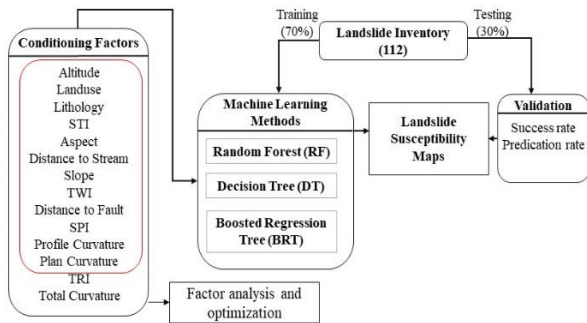 Conditioning Factors
Altitude
Landuse
Lithology
STI
Aspect
Distance to Stream
Slope
TWI
Distance to Fault
SPI
Profile Curvature
Plan Curvature
TRI
Total Curvature
Factor analysis and
optimization
Training
(70%)
Landslide Inventory
(112)
Testing
(30%)
Machine Learning
Methods
Random Forest (RF)
Decision Tree (DT)
Boosted Regression
Tree (BRT)
Landslide
Susceptibility
Maps
Validation
Success rate
Predication rate